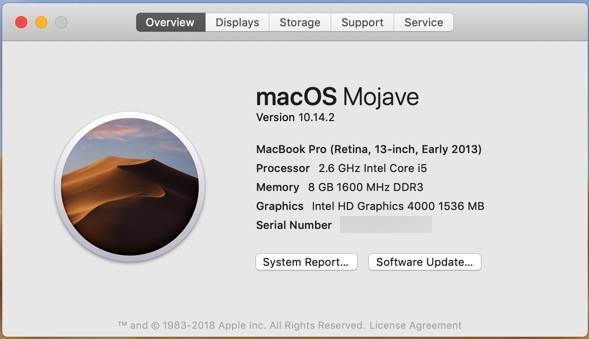 Overview Displays Storage Support Service
macOS Mojave
Version 10.14.2
MacBook Pro (Retina, 13-inch, Early 2013)
Processor 2.6 GHz Intel Core i5
Memory 8 GB 1600 MHz DDR3
Graphics Intel HD Graphics 4000 1536 MB
Serial Number
System Report... Software Update...
™ and © 1983-2018 Apple Inc. All Rights Reserved. License Agreement